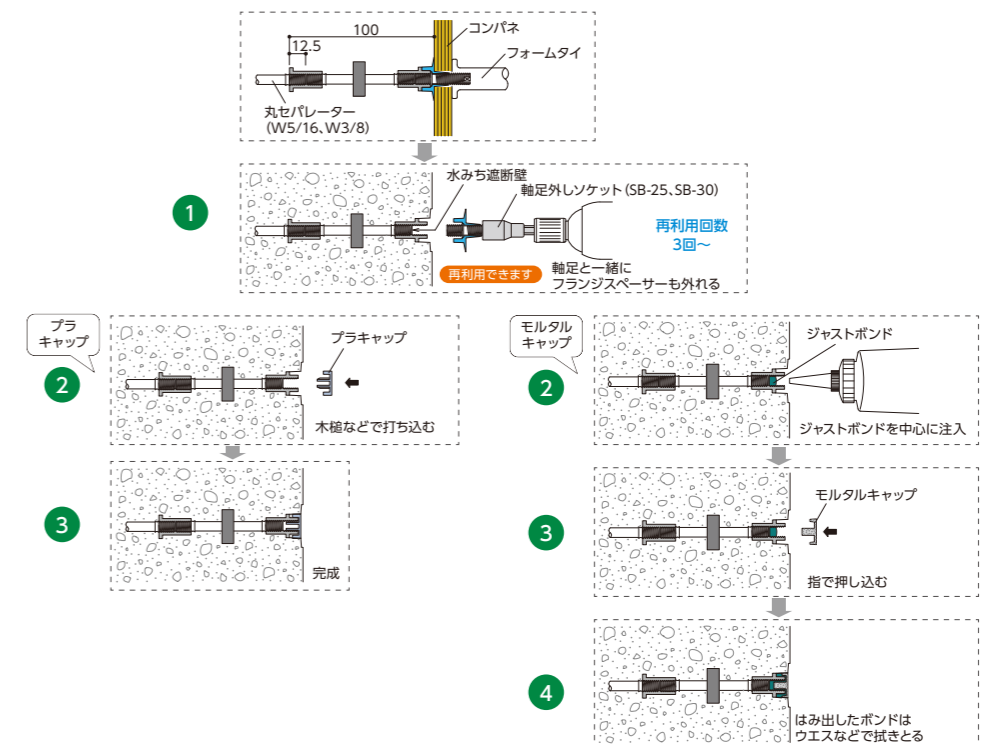 100
12.5
コンパネ
フォームタイ
丸セパレーター
(W5/16、W3/8)
1
水みち遮断壁
軸足外しソケット(SB-25、SB-30)
再利用回数
3回~
再利用できます
軸足と一緒に
フランジスペーサーも外れる
プラ
キャップ
2
プラキャップ
木槌などで打ち込む
3
完成
モルタル
キャップ
2
ジャストボンド
ジャストボンドを中心に注入
3
モルタルキャップ
指で押し込む
4
はみ出したボンドは
ウエスなどで拭きとる